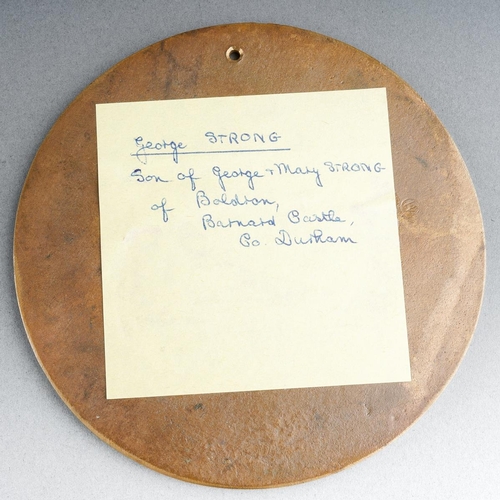 George STRONG
Son of George & Mary STRONG
of Boldron,
Barnard Castle,
Co. Durham